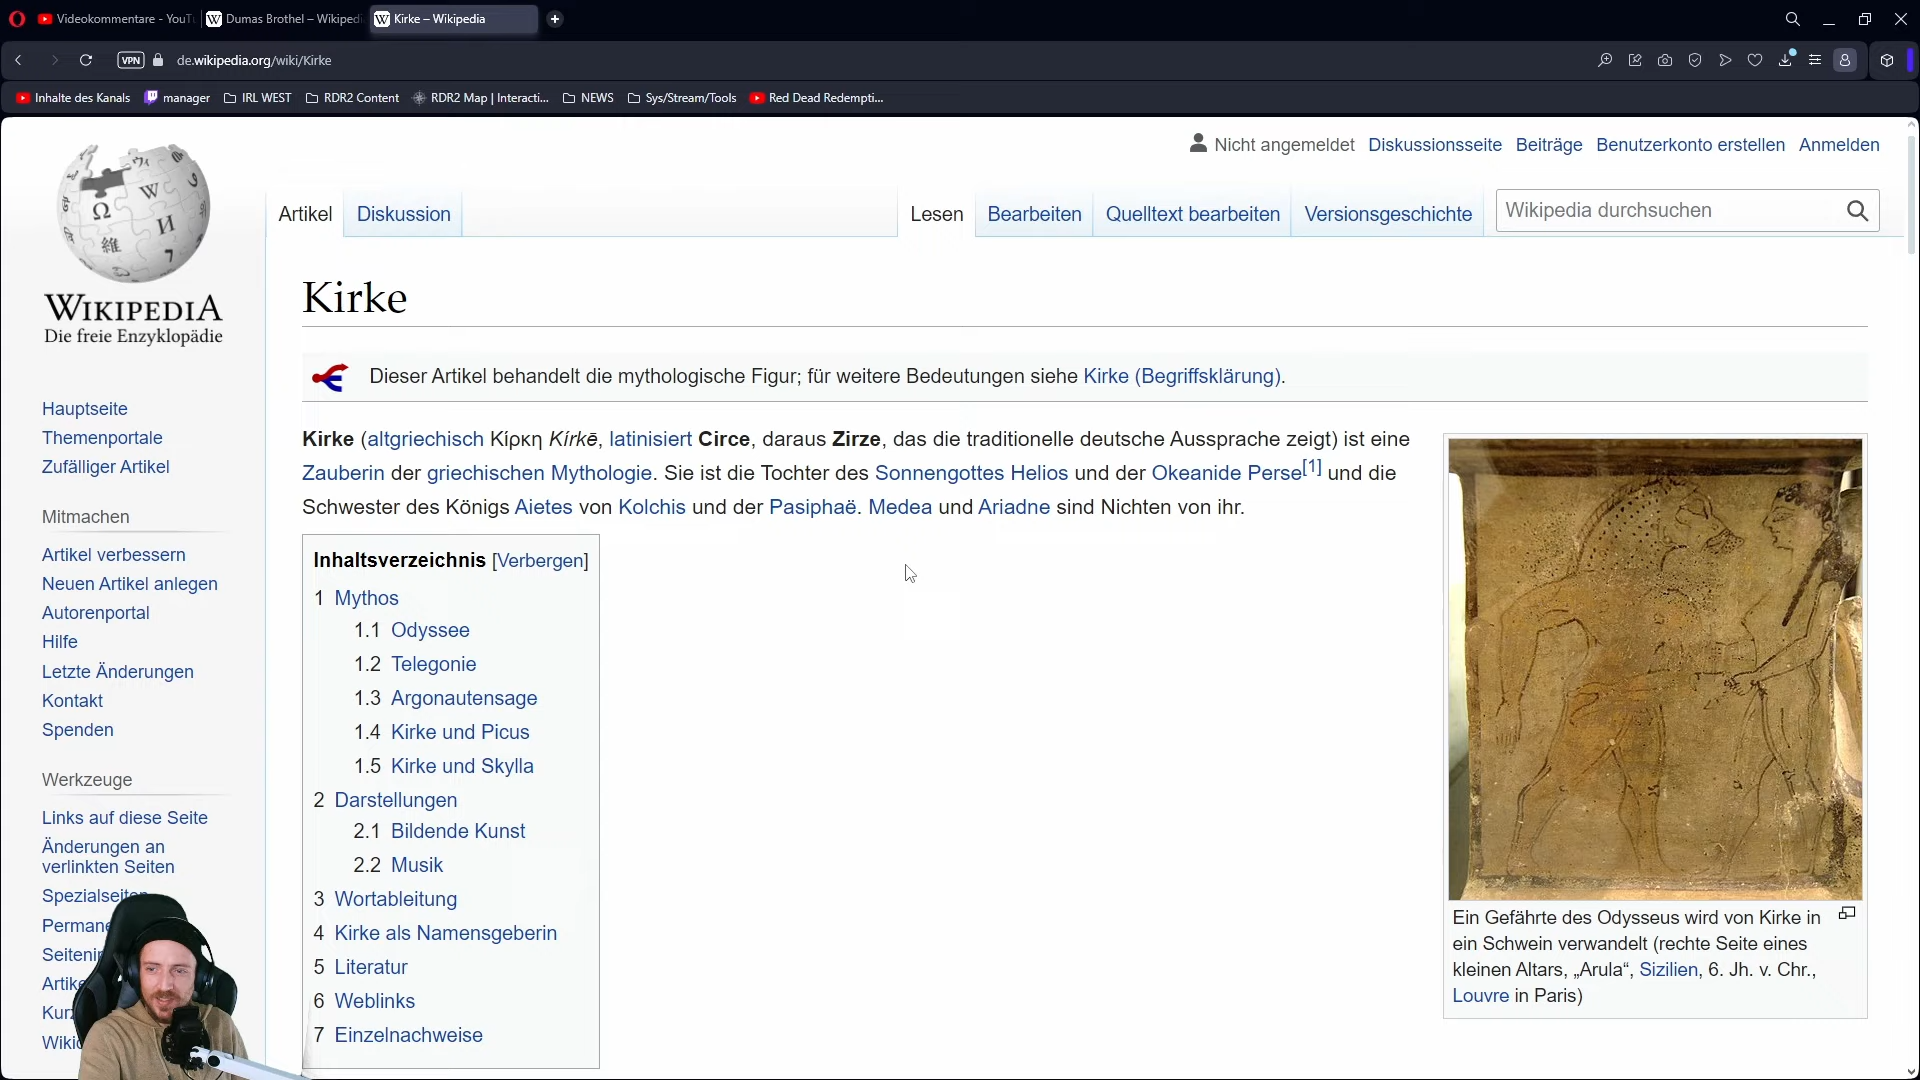 Videokommentare - YouT
Dumas Brothel – Wikiped
Kirke – Wikipedia
VPN
de.wikipedia.org/wiki/Kirke
Inhalte des Kanals
manager
IRL WEST
RDR2 Content
RDR2 Map | Interacti...
NEWS
Sys/Stream/Tools
Red Dead Redempti...
Nicht angemeldet
Diskussionsseite
Beiträge
Benutzerkonto erstellen
Anmelden
Artikel
Diskussion
Lesen
Bearbeiten
Quelltext bearbeiten
Versionsgeschichte
Wikipedia durchsuchen
WIKIPEDIA
Die freie Enzyklopädie
Hauptseite
Themenportale
Zufälliger Artikel
Mitmachen
Artikel verbessern
Neuen Artikel anlegen
Autorenportal
Hilfe
Letzte Änderungen
Kontakt
Spenden
Werkzeuge
Links auf diese Seite
Änderungen an
verlinkten Seiten
Spezialseiten
Kirke
Dieser Artikel behandelt die mythologische Figur; für weitere Bedeutungen siehe Kirke (Begriffsklärung).
Kirke (altgriechisch Κίρκη Kírkē, latinisiert Circe, daraus Zirze, das die traditionelle deutsche Aussprache zeigt) ist eine
Zauberin der griechischen Mythologie. Sie ist die Tochter des Sonnengottes Helios und der Okeanide Perse[1] und die
Schwester des Königs Aietes von Kolchis und der Pasiphaë. Medea und Ariadne sind Nichten von ihr.
Inhaltsverzeichnis [Verbergen]
1 Mythos
1.1 Odyssee
1.2 Telegonie
1.3 Argonautensage
1.4 Kirke und Picus
1.5 Kirke und Skylla
2 Darstellungen
2.1 Bildende Kunst
2.2 Musik
3 Wortableitung
4 Kirke als Namensgeberin
5 Literatur
6 Weblinks
7 Einzelnachweise
Ein Gefährte des Odysseus wird von Kirke in
ein Schwein verwandelt (rechte Seite eines
kleinen Altars, „Arula“, Sizilien, 6. Jh. v. Chr.,
Louvre in Paris)